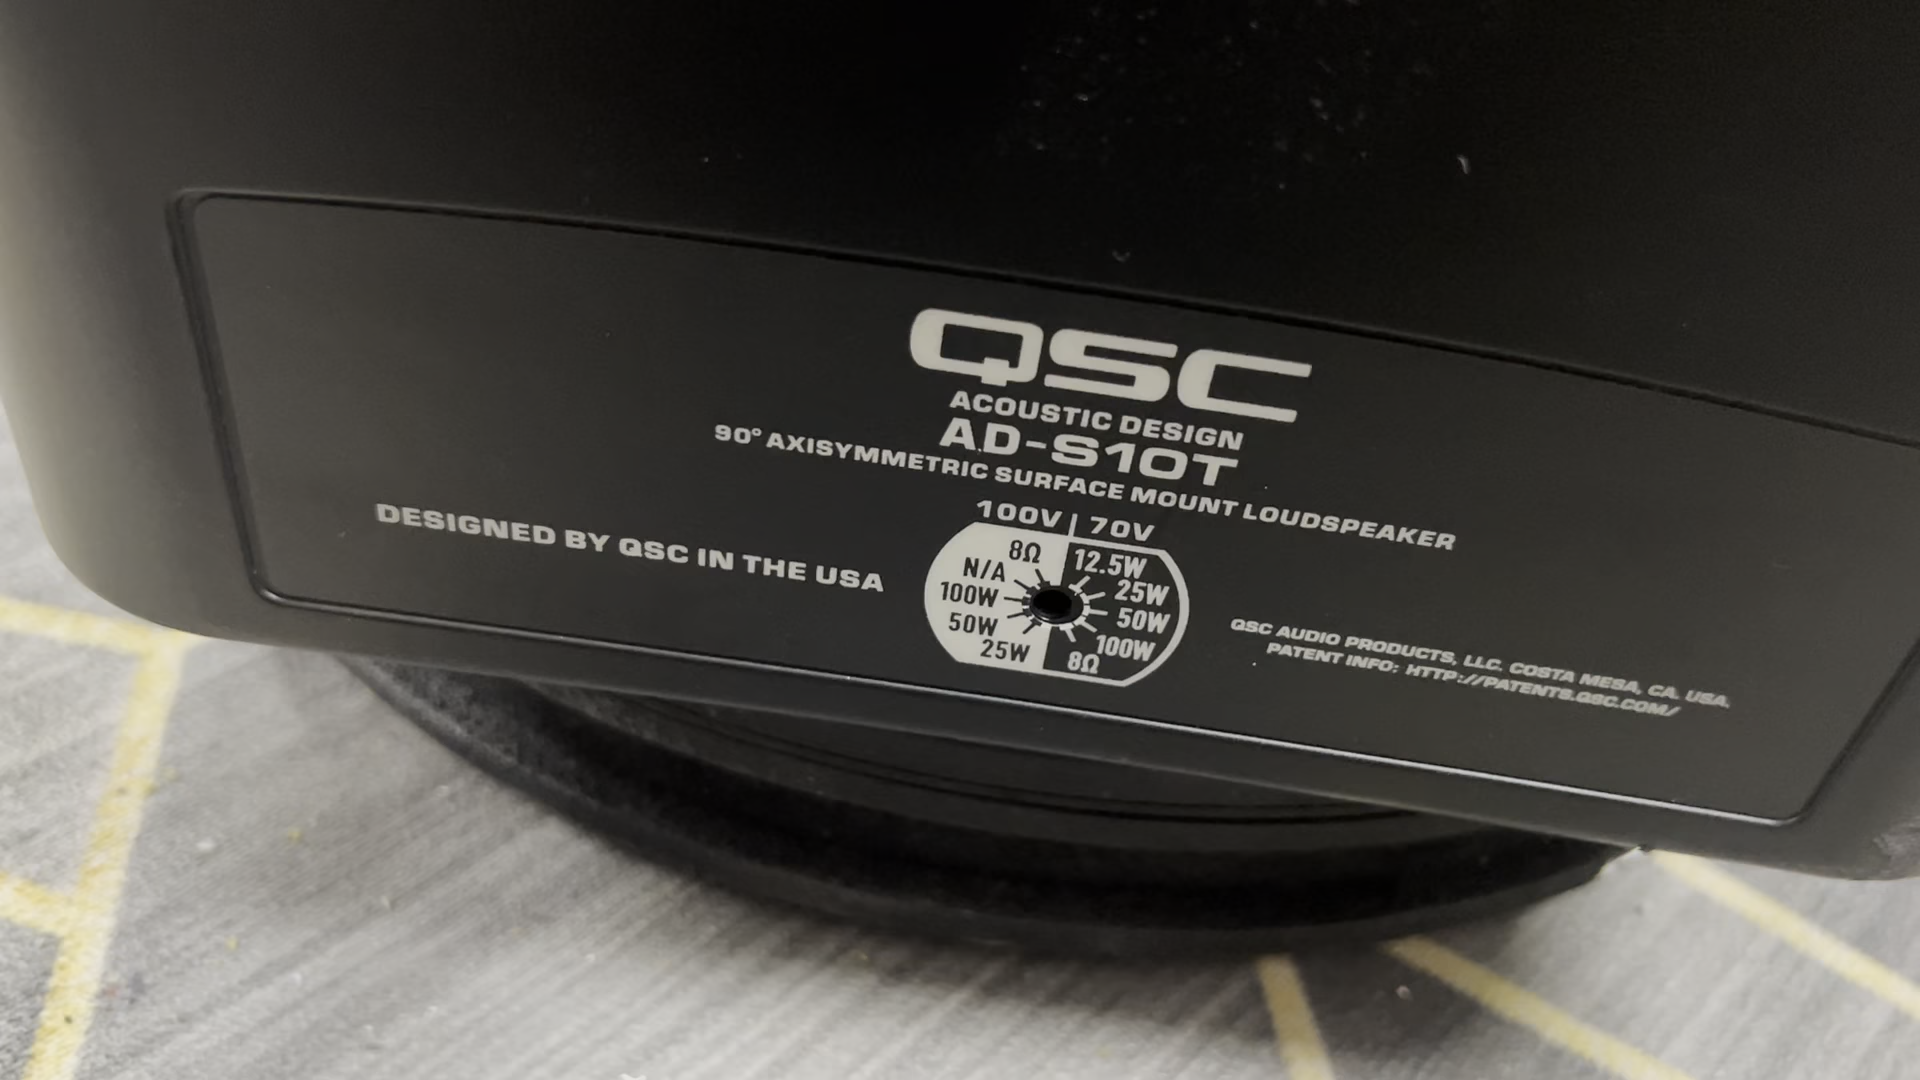 QSC
ACOUSTIC DESIGN
AD-S10T
90° AXISYMMETRIC SURFACE MOUNT LOUDSPEAKER
DESIGNED BY QSC IN THE USA
100V | 70V
8Ω 12.5W
N/A 25W
100W 50W
50W 100W
25W 8Ω
QSC AUDIO PRODUCTS, LLC. COSTA MESA, CA. USA.
PATENT INFO: HTTP://PATENTS.QSC.COM/